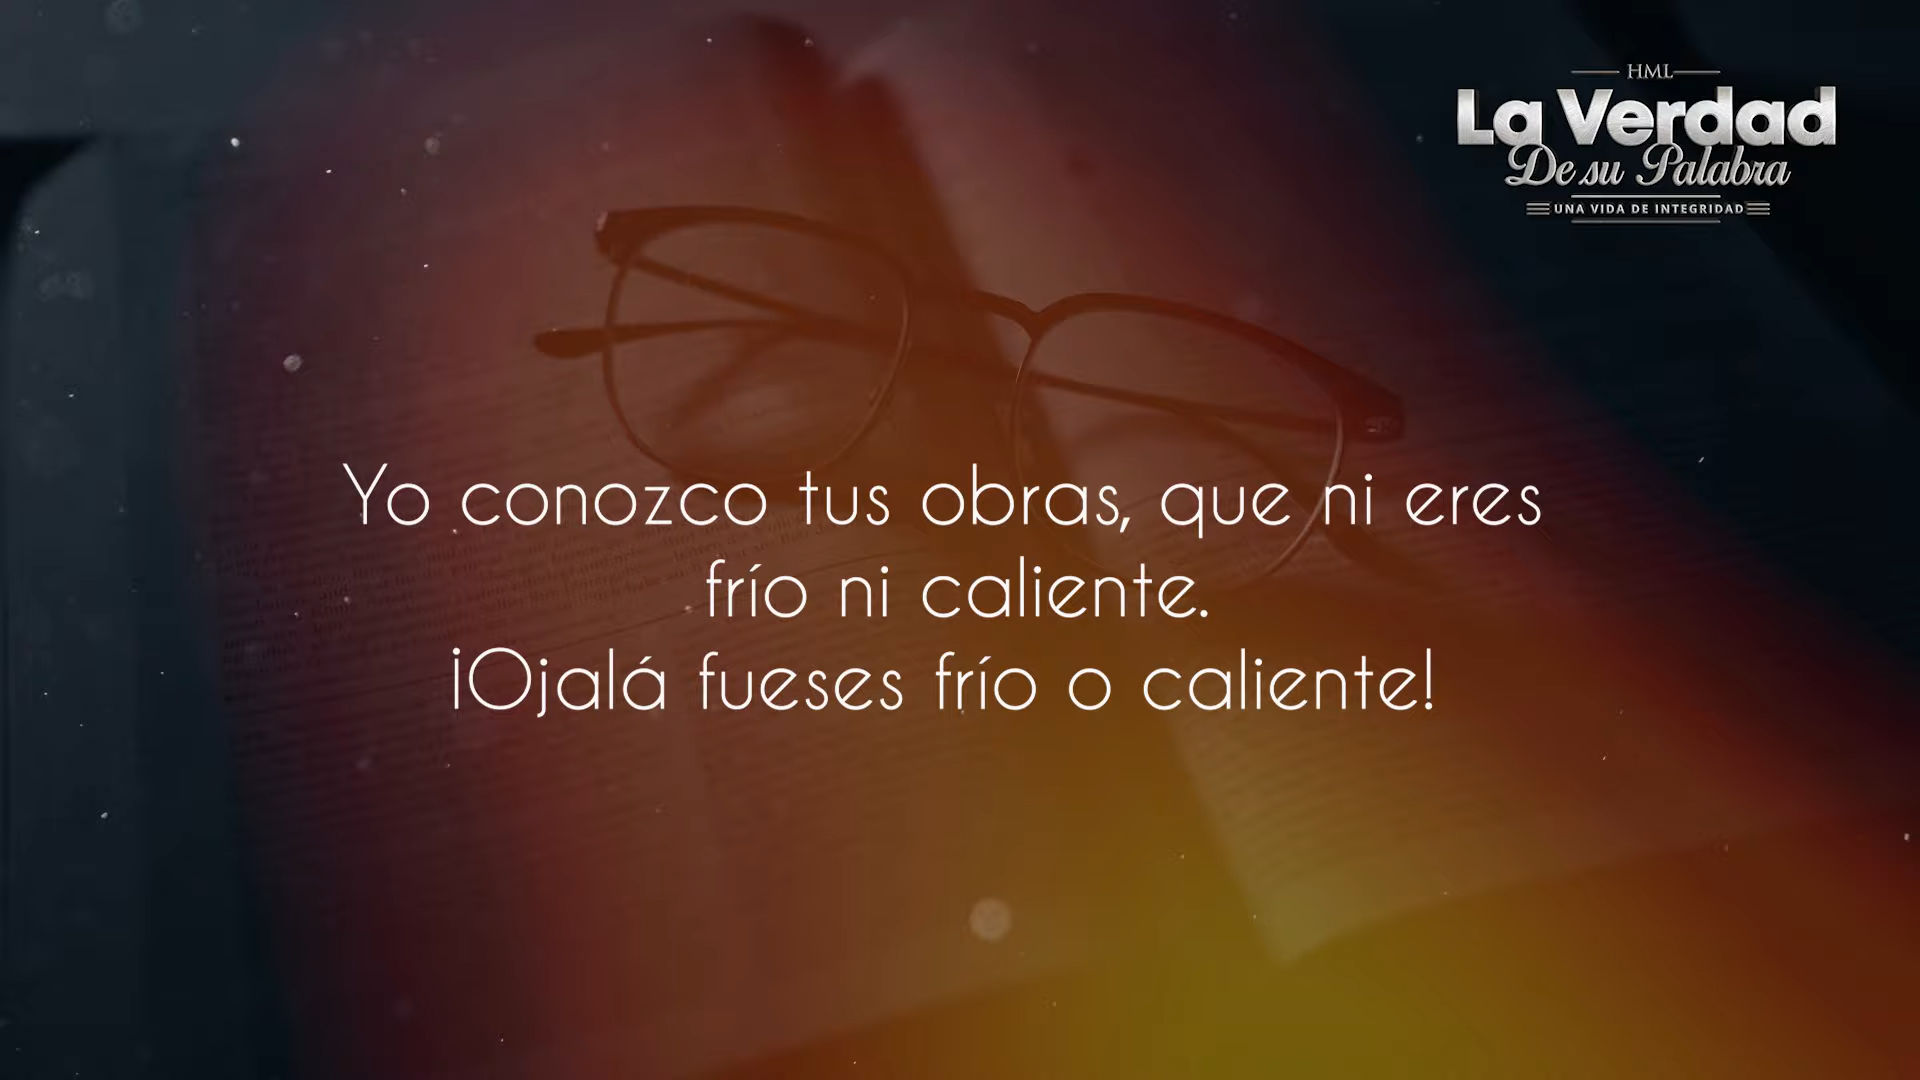 HML
La Verdad
De su Palabra
UNA VIDA DE INTEGRIDAD
Yo conozco tus obras, que ni eres
frío ni caliente.
¡Ojalá fueses frío o caliente!